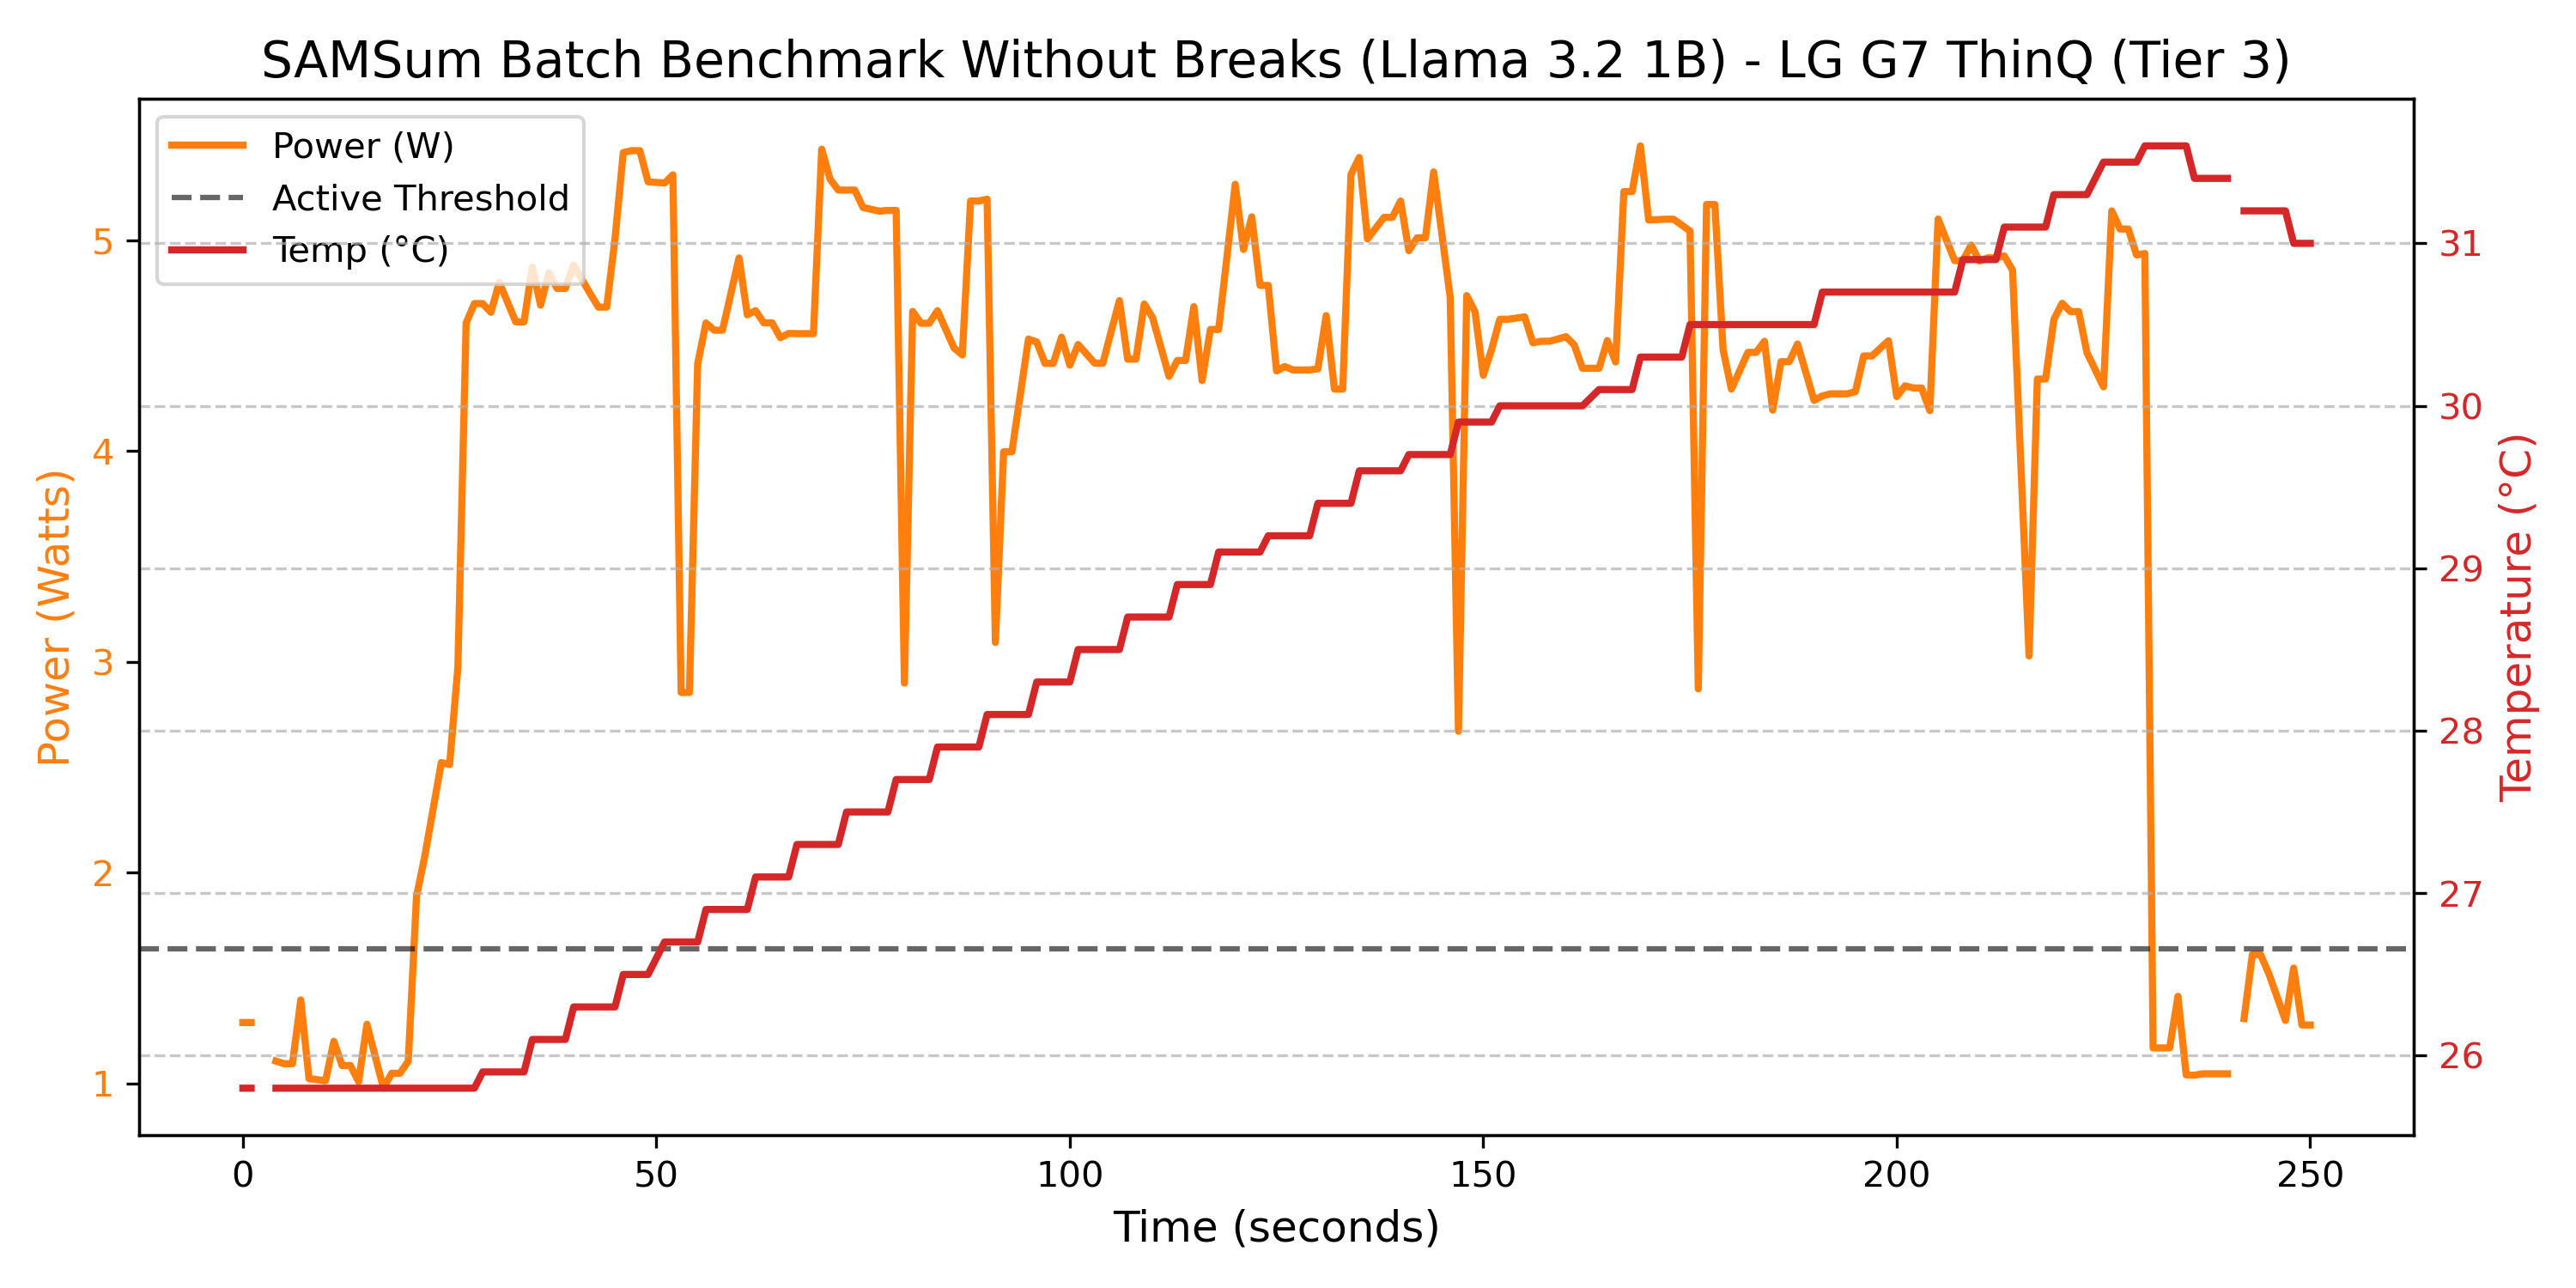 SAMSum Batch Benchmark Without Breaks (Llama 3.2 1B) - LG G7 ThinQ (Tier 3)
Power (W)
Active Threshold
Temp (°C)
Power (Watts)
5
4
3
2
1
31
30
29
28
27
26
Temperature (°C)
0 50 100 150 200 250
Time (seconds)